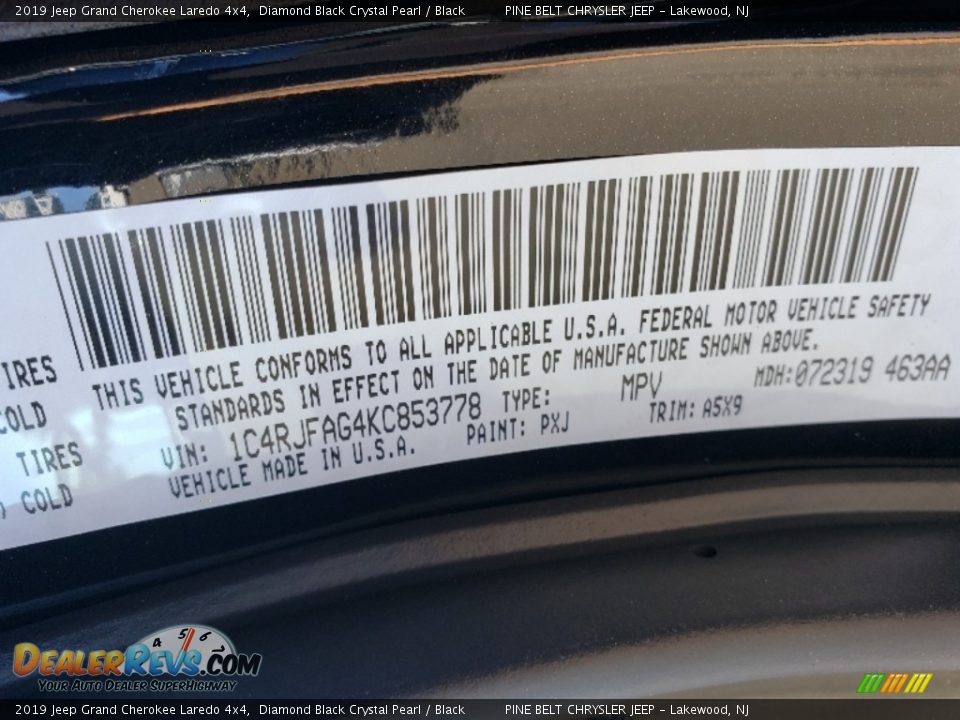 2019 Jeep Grand Cherokee Laredo 4x4, Diamond Black Crystal Pearl / Black PINE BELT CHRYSLER JEEP - Lakewood, NJ
THIS VEHICLE CONFORMS TO ALL APPLICABLE U.S.A. FEDERAL MOTOR VEHICLE SAFETY
STANDARDS IN EFFECT ON THE DATE OF MANUFACTURE SHOWN ABOVE.
VIN: 1C4RJFAG4KC853778 TYPE: MPV MDH:072319 463AA
VEHICLE MADE IN U.S.A. PAINT: PXJ TRIM: A5X9
TIRES
COLD
TIRES
COLD
4 5 6
DEALERREVS.COM
YOUR AUTO DEALER SUPERHIGHWAY
2019 Jeep Grand Cherokee Laredo 4x4, Diamond Black Crystal Pearl / Black PINE BELT CHRYSLER JEEP - Lakewood, NJ